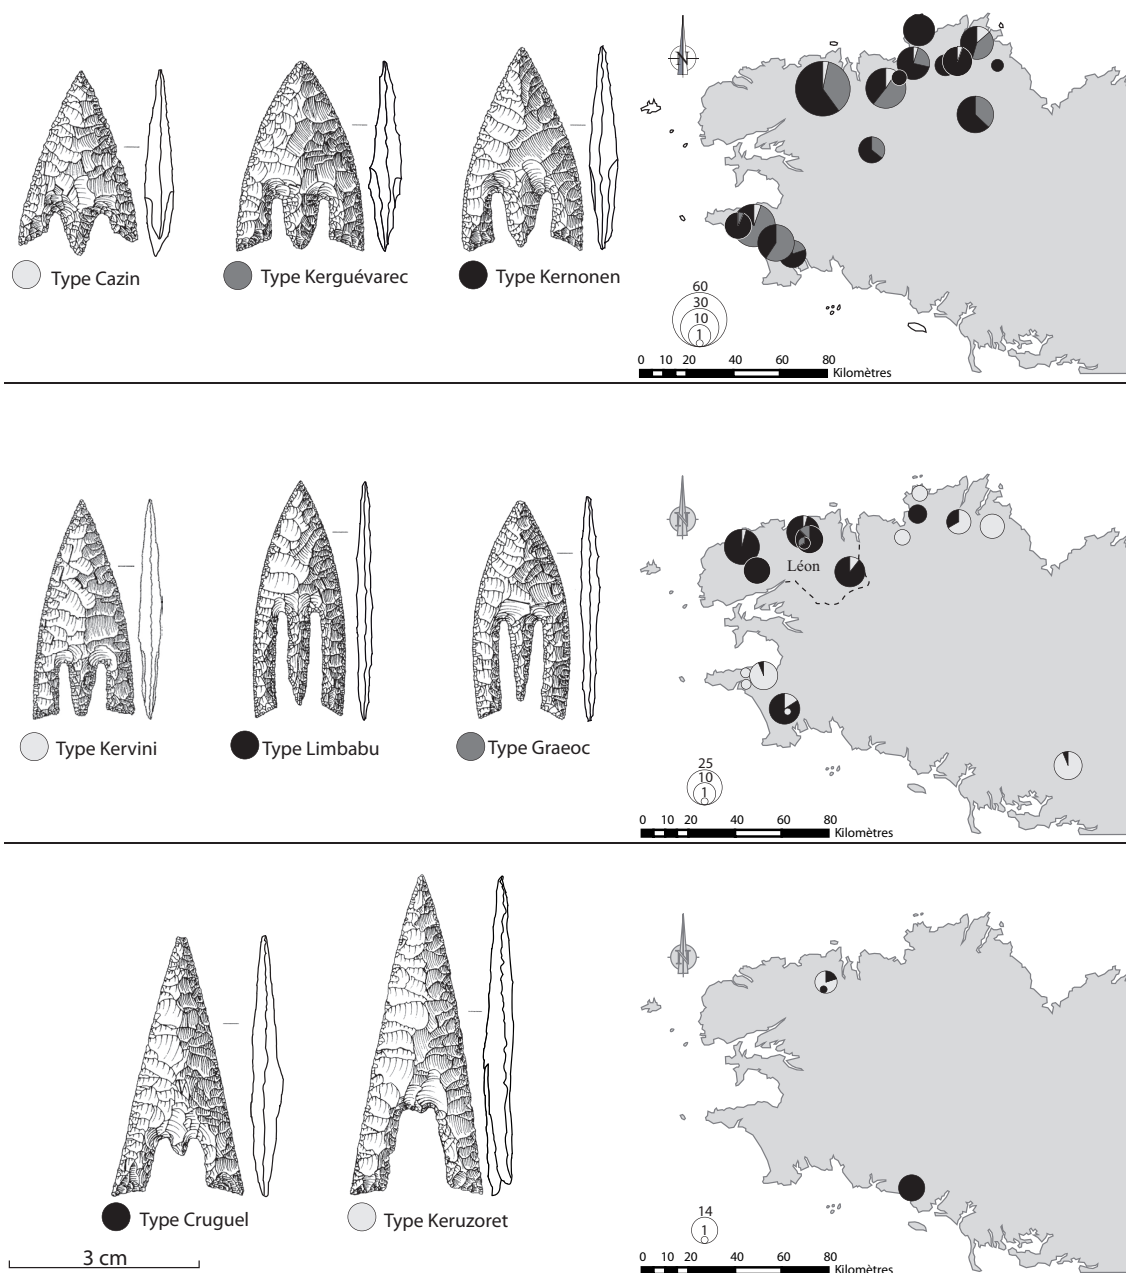 N
Type Cazin
Type Kerguévarec
Type Kernonen
60
30
10
1
0 10 20 40 60 80
Kilomètres
N
Léon
Type Kervini
Type Limbabu
Type Graeoc
25
10
1
0 10 20 40 60 80
Kilomètres
N
Type Cruguel
Type Keruzoret
14
1
3 cm
0 10 20 40 60 80
Kilomètres